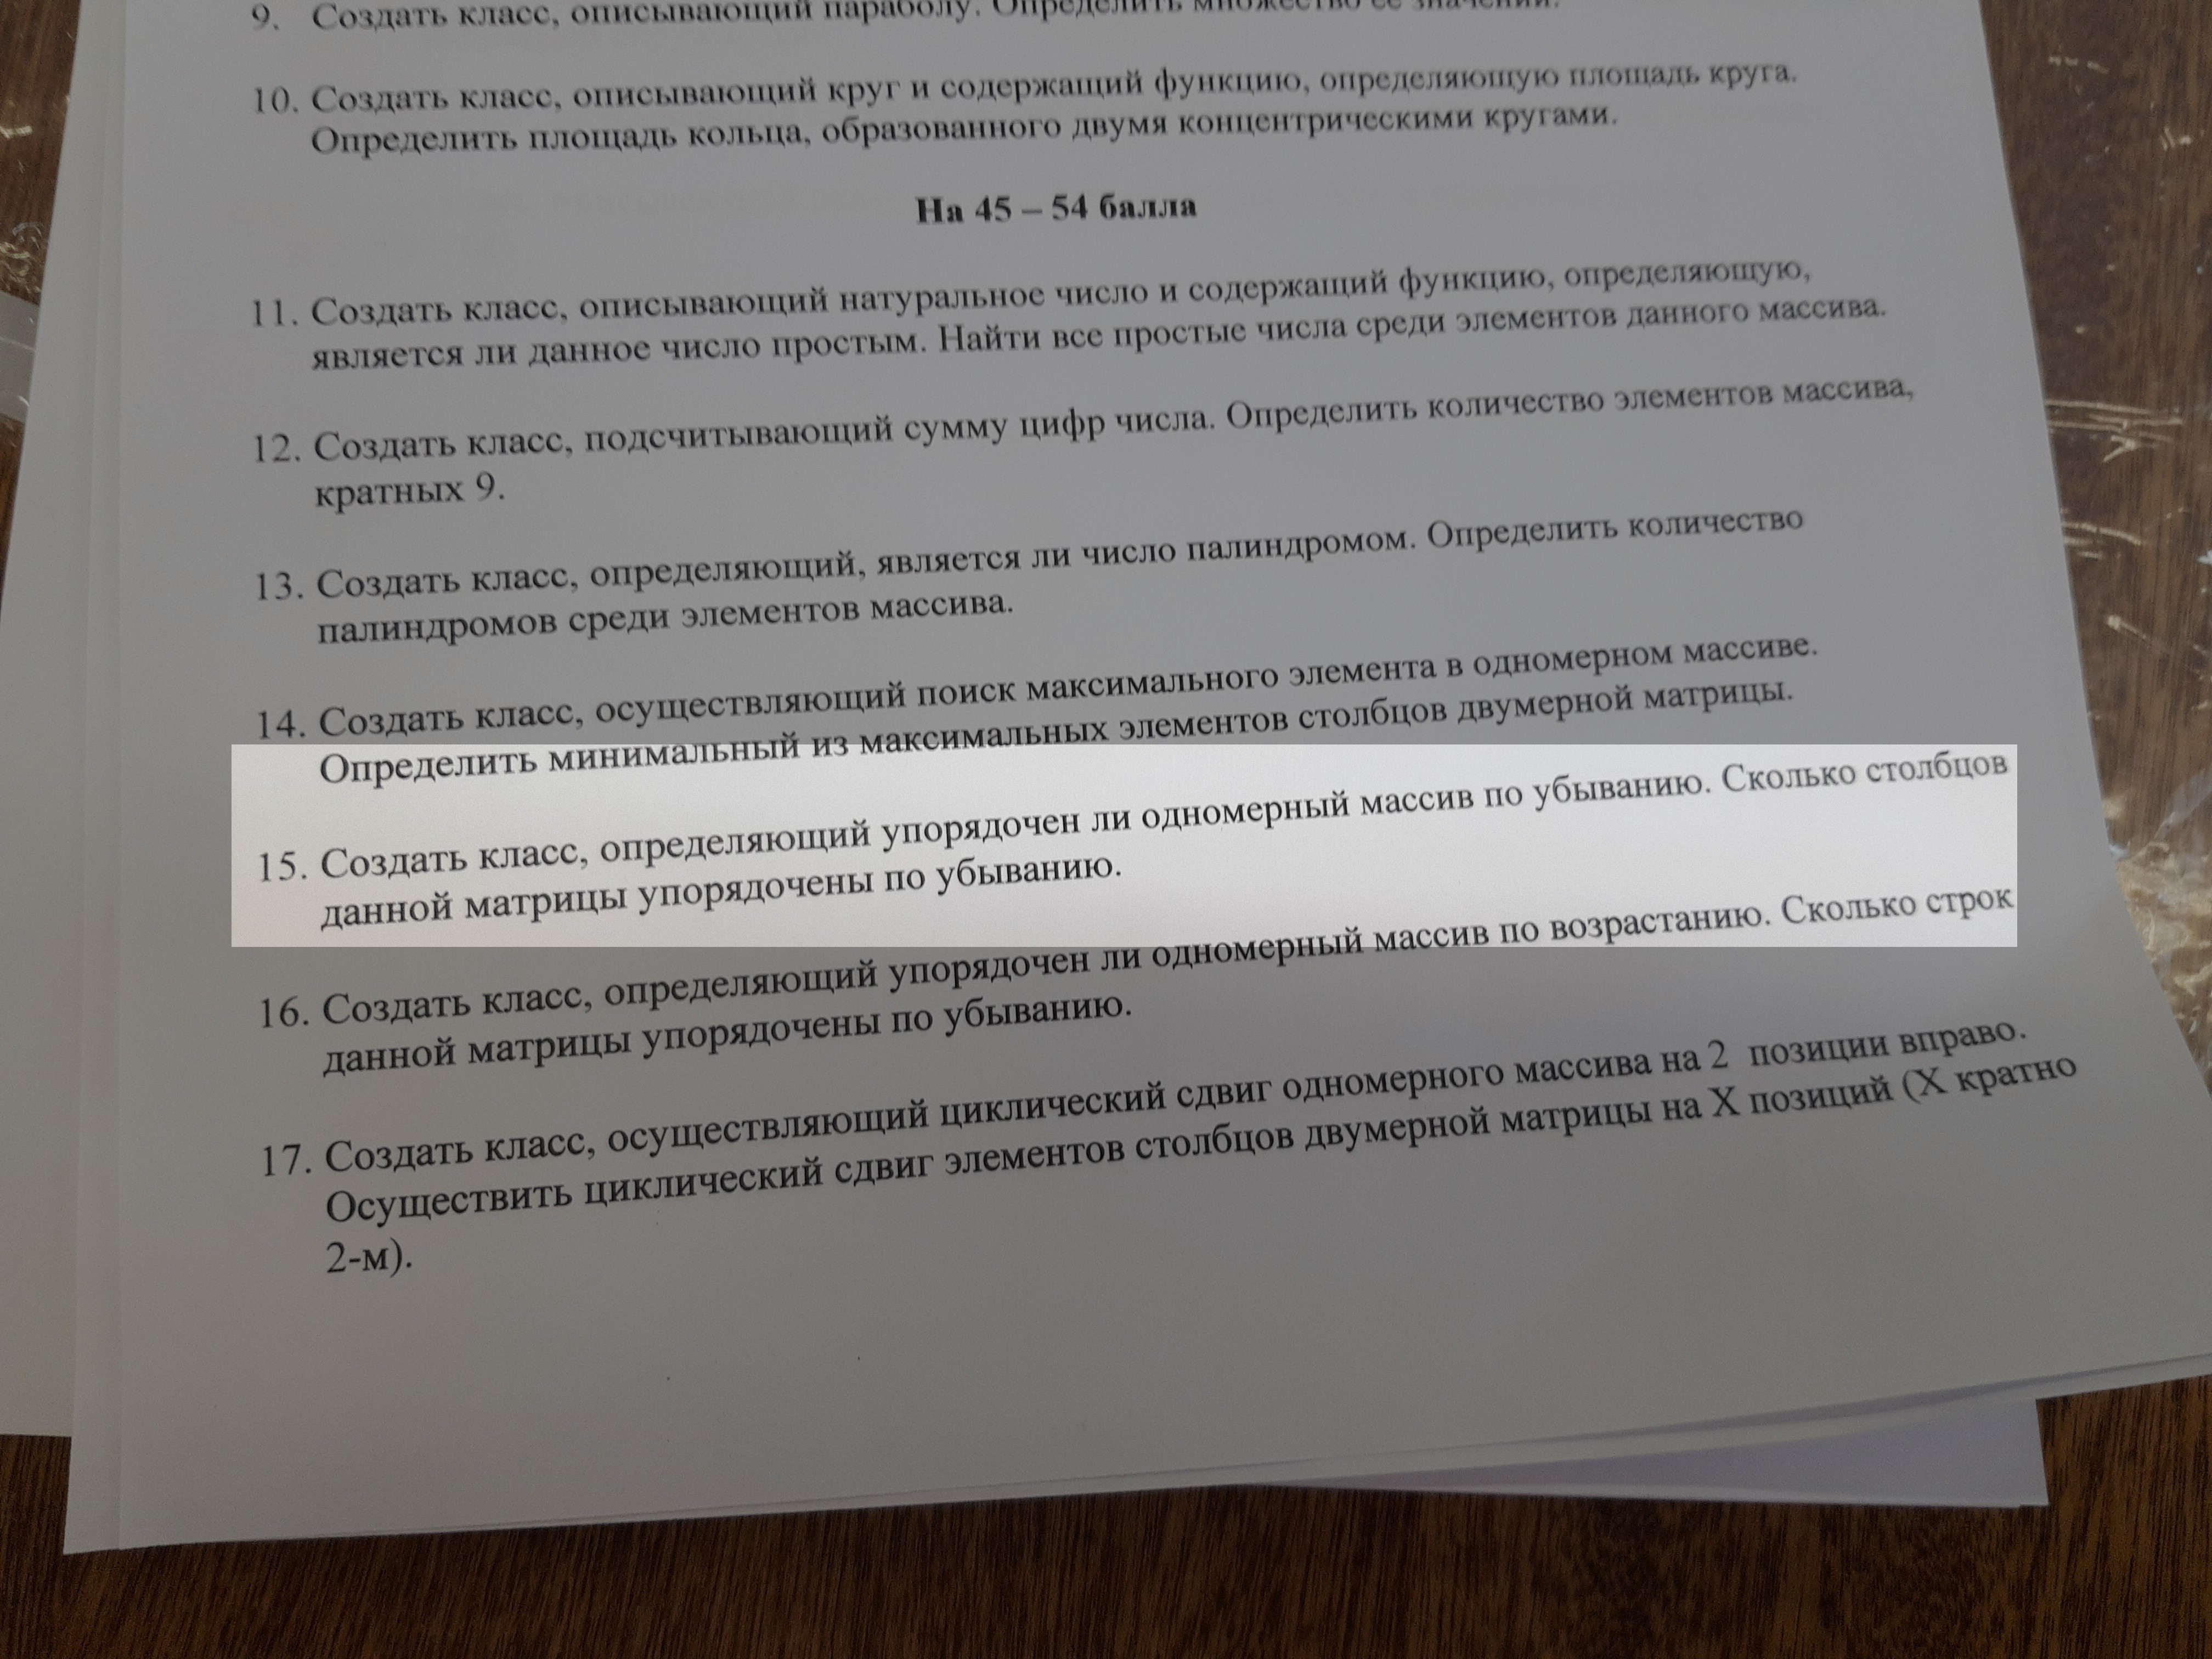 9. Создать класс, описывающий параболу. Определить множество ее значений.
10. Создать класс, описывающий круг и содержащий функцию, определяющую площадь круга.
Определить площадь кольца, образованного двумя концентрическими кругами.
На 45 – 54 балла
11. Создать класс, описывающий натуральное число и содержащий функцию, определяющую,
является ли данное число простым. Найти все простые числа среди элементов данного массива.
12. Создать класс, подсчитывающий сумму цифр числа. Определить количество элементов массива,
кратных 9.
13. Создать класс, определяющий, является ли число палиндромом. Определить количество
палиндромов среди элементов массива.
14. Создать класс, осуществляющий поиск максимального элемента в одномерном массиве.
Определить минимальный из максимальных элементов столбцов двумерной матрицы.
15. Создать класс, определяющий упорядочен ли одномерный массив по убыванию. Сколько столбцов
данной матрицы упорядочены по убыванию.
16. Создать класс, определяющий упорядочен ли одномерный массив по возрастанию. Сколько строк
данной матрицы упорядочены по убыванию.
17. Создать класс, осуществляющий циклический сдвиг одномерного массива на 2 позиции вправо.
Осуществить циклический сдвиг элементов столбцов двумерной матрицы на X позиций (X кратно
2-м).